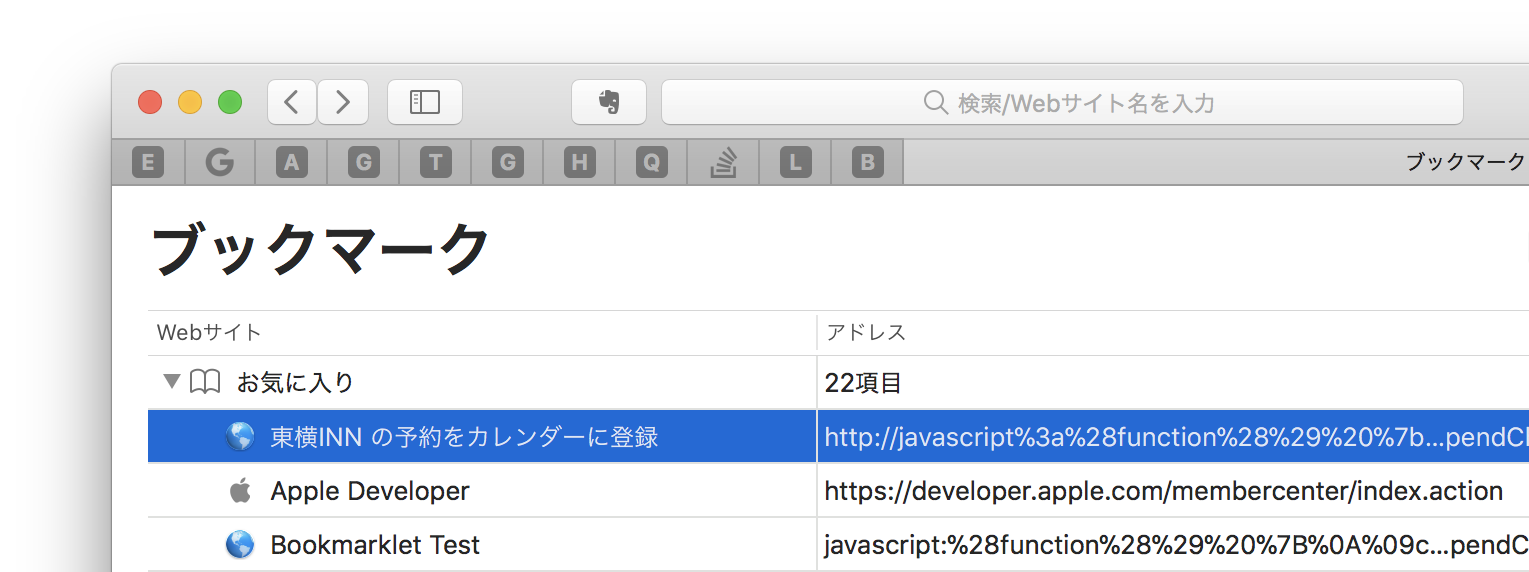 検索/Webサイト名を入力
E G A G T G H Q L B ブックマーク
ブックマーク
Webサイト アドレス
お気に入り 22項目
東横INN の予約をカレンダーに登録 http://javascript%3a%28function%28%29%20%7b...pendCl
Apple Developer https://developer.apple.com/membercenter/index.action
Bookmarklet Test javascript:%28function%28%29%20%7B%0A%09c...pendC